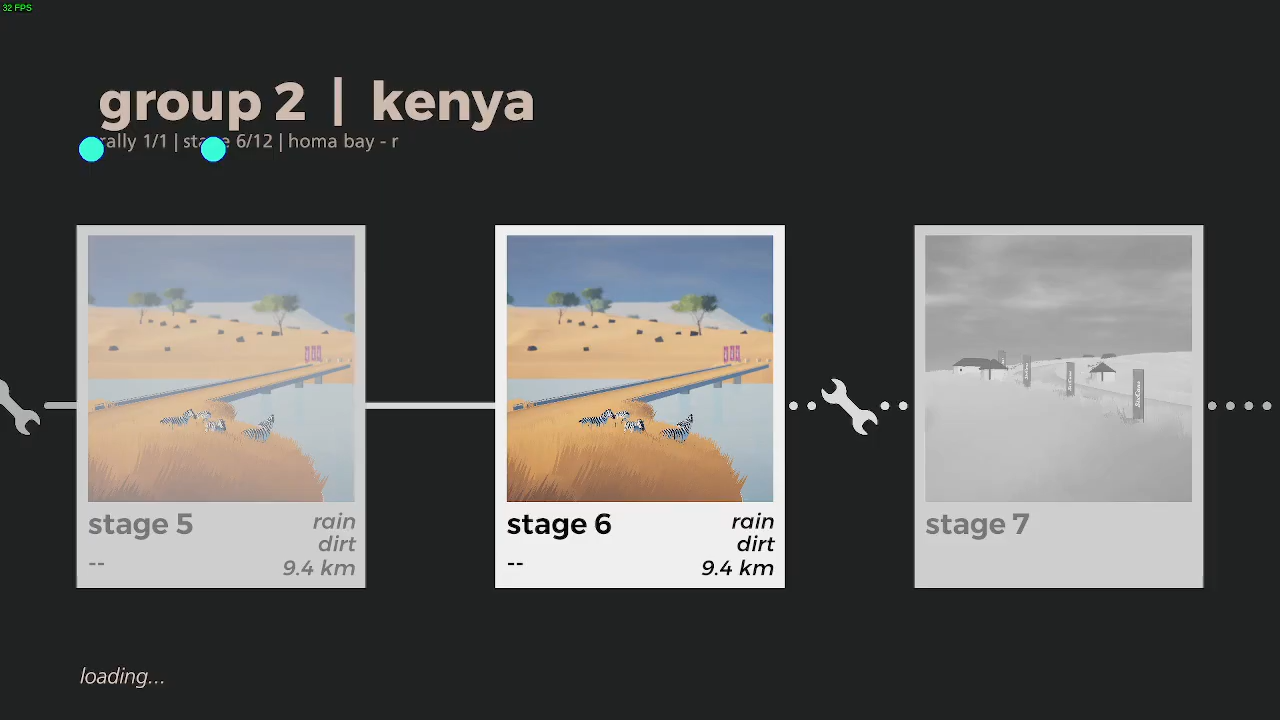 32 FPS
group 2 | kenya
rally 1/1 | stage 6/12 | homa bay - r
stage 5
rain
dirt
--
9.4 km
stage 6
rain
dirt
--
9.4 km
stage 7
loading...